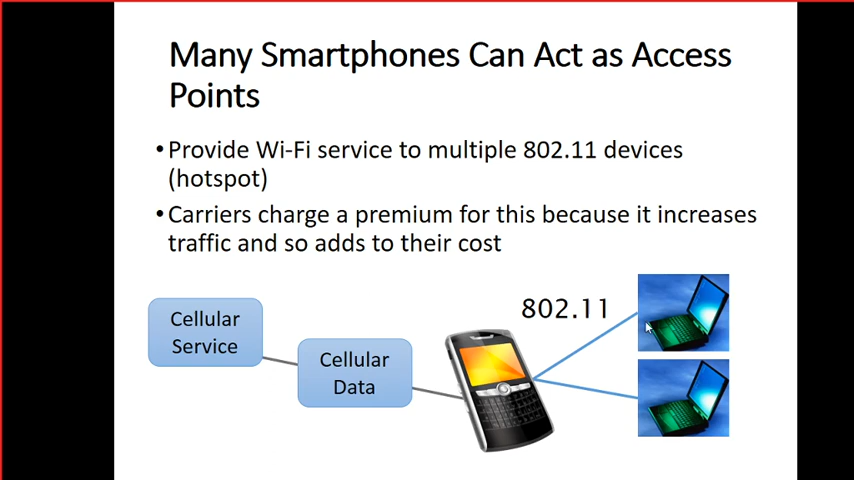 Many Smartphones Can Act as Access
Points
•Provide Wi-Fi service to multiple 802.11 devices
(hotspot)
•Carriers charge a premium for this because it increases
traffic and so adds to their cost
802.11
Cellular
Service
Cellular
Data